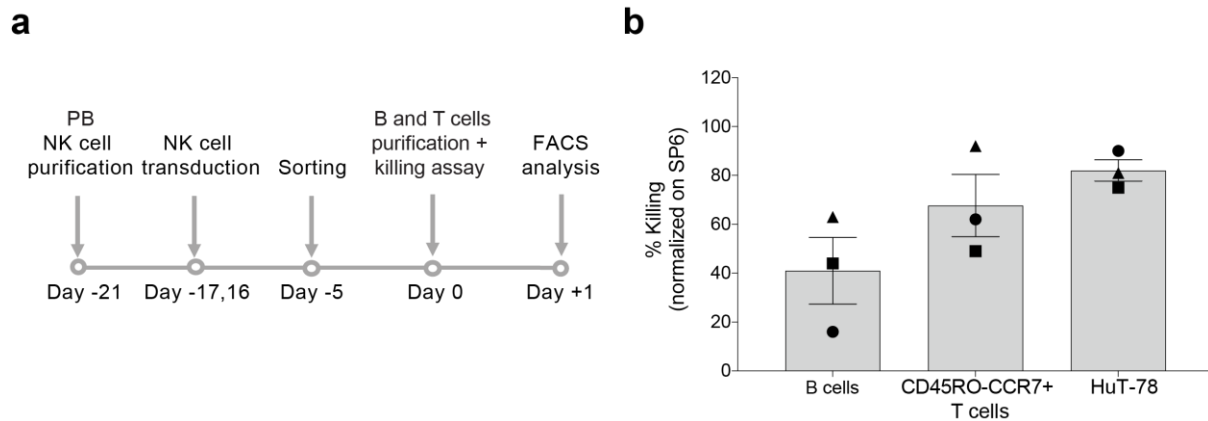 a
PB
NK cell
purification
NK cell
transduction
Sorting
B and T cells
purification +
killing assay
FACS
analysis
Day -21
Day -17,16
Day -5
Day 0
Day +1
b
% Killing
(normalized on SP6)
120
100
80
60
40
20
0
B cells
CD45RO-CCR7+
T cells
HuT-78